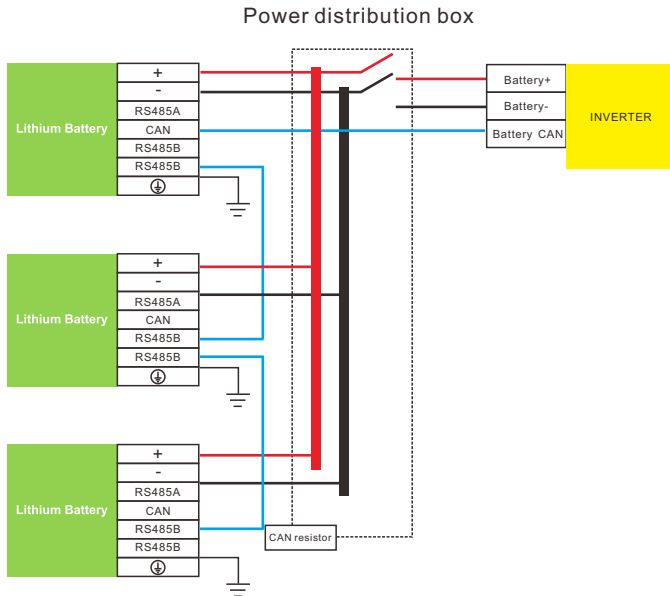 Power distribution box
Lithium Battery
+
-
RS485A
CAN
RS485B
RS485B
Battery+
Battery-
Battery CAN
INVERTER
Lithium Battery
+
-
RS485A
CAN
RS485B
RS485B
Lithium Battery
+
-
RS485A
CAN
RS485B
RS485B
CAN resistor